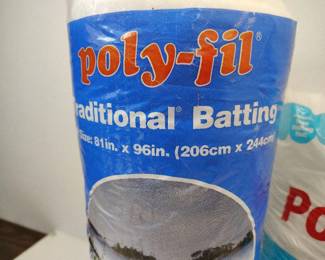 poly-fil®
raditional® Batting
Size: 81in. x 96in. (206cm x 244cm)
Po